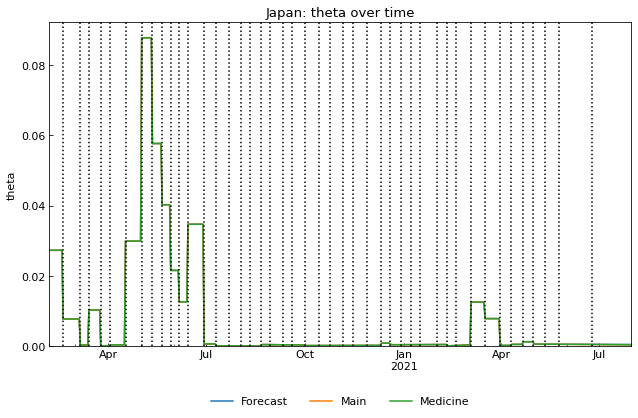 Japan: theta over time
theta
0.08
0.06
0.04
0.02
0.00
Apr Jul Oct Jan Apr Jul
2021
Forecast Main Medicine